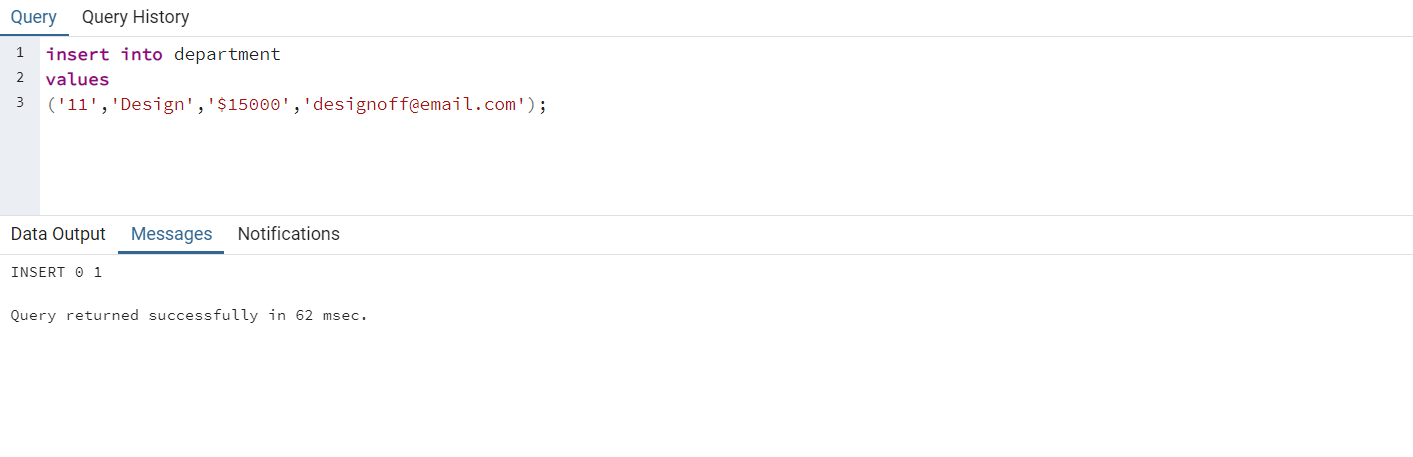 Query Query History
1 insert into department
2 values
3 ('11','Design','$15000','designoff@email.com');
Data Output Messages Notifications
INSERT 0 1
Query returned successfully in 62 msec.